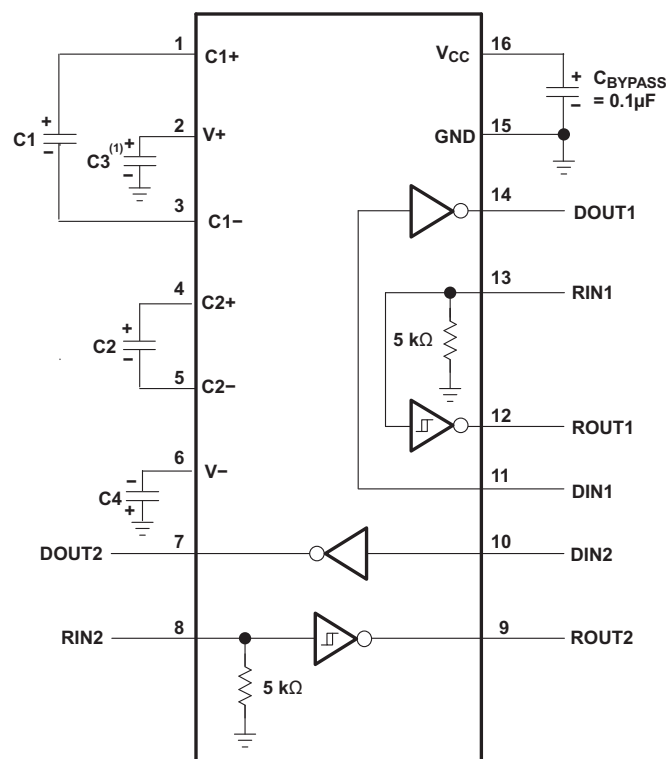 1
C1+
VCC
16
+
C1
−
2
V+
+
C3(1)
−
3
C1−
+
CBYPASS
−
= 0.1µF
15
GND
14
DOUT1
4
C2+
+
C2
−
5
C2−
13
RIN1
5 kΩ
12
ROUT1
6
V−
−
C4
+
11
DIN1
DOUT2
7
10
DIN2
RIN2
8
9
ROUT2
5 kΩ